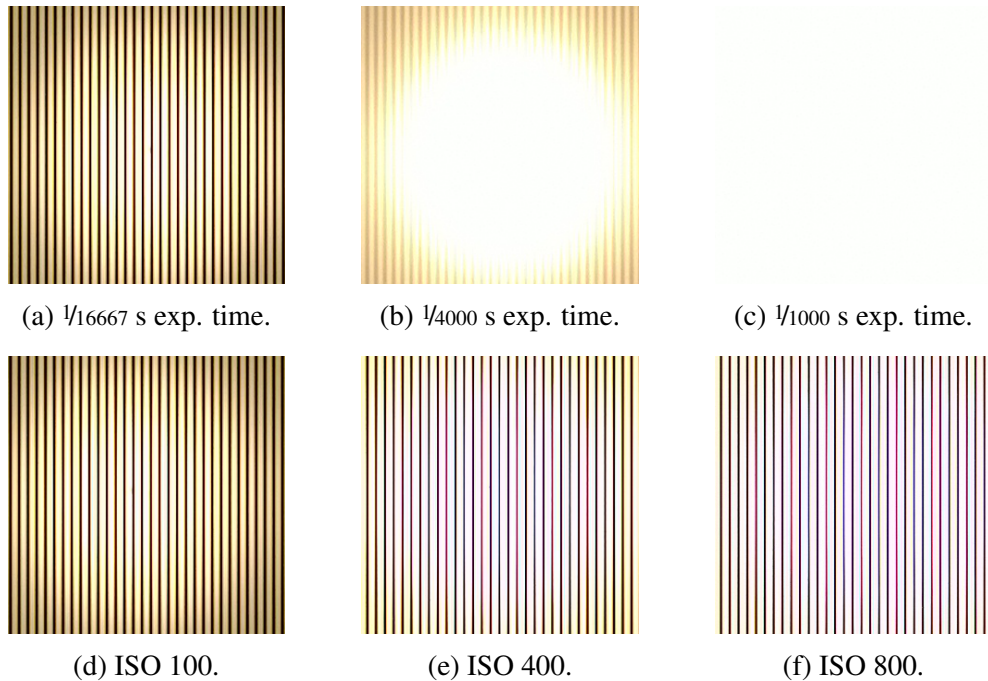 (a) 1/16667 s exp. time.
(b) 1/4000 s exp. time.
(c) 1/1000 s exp. time.
(d) ISO 100.
(e) ISO 400.
(f) ISO 800.